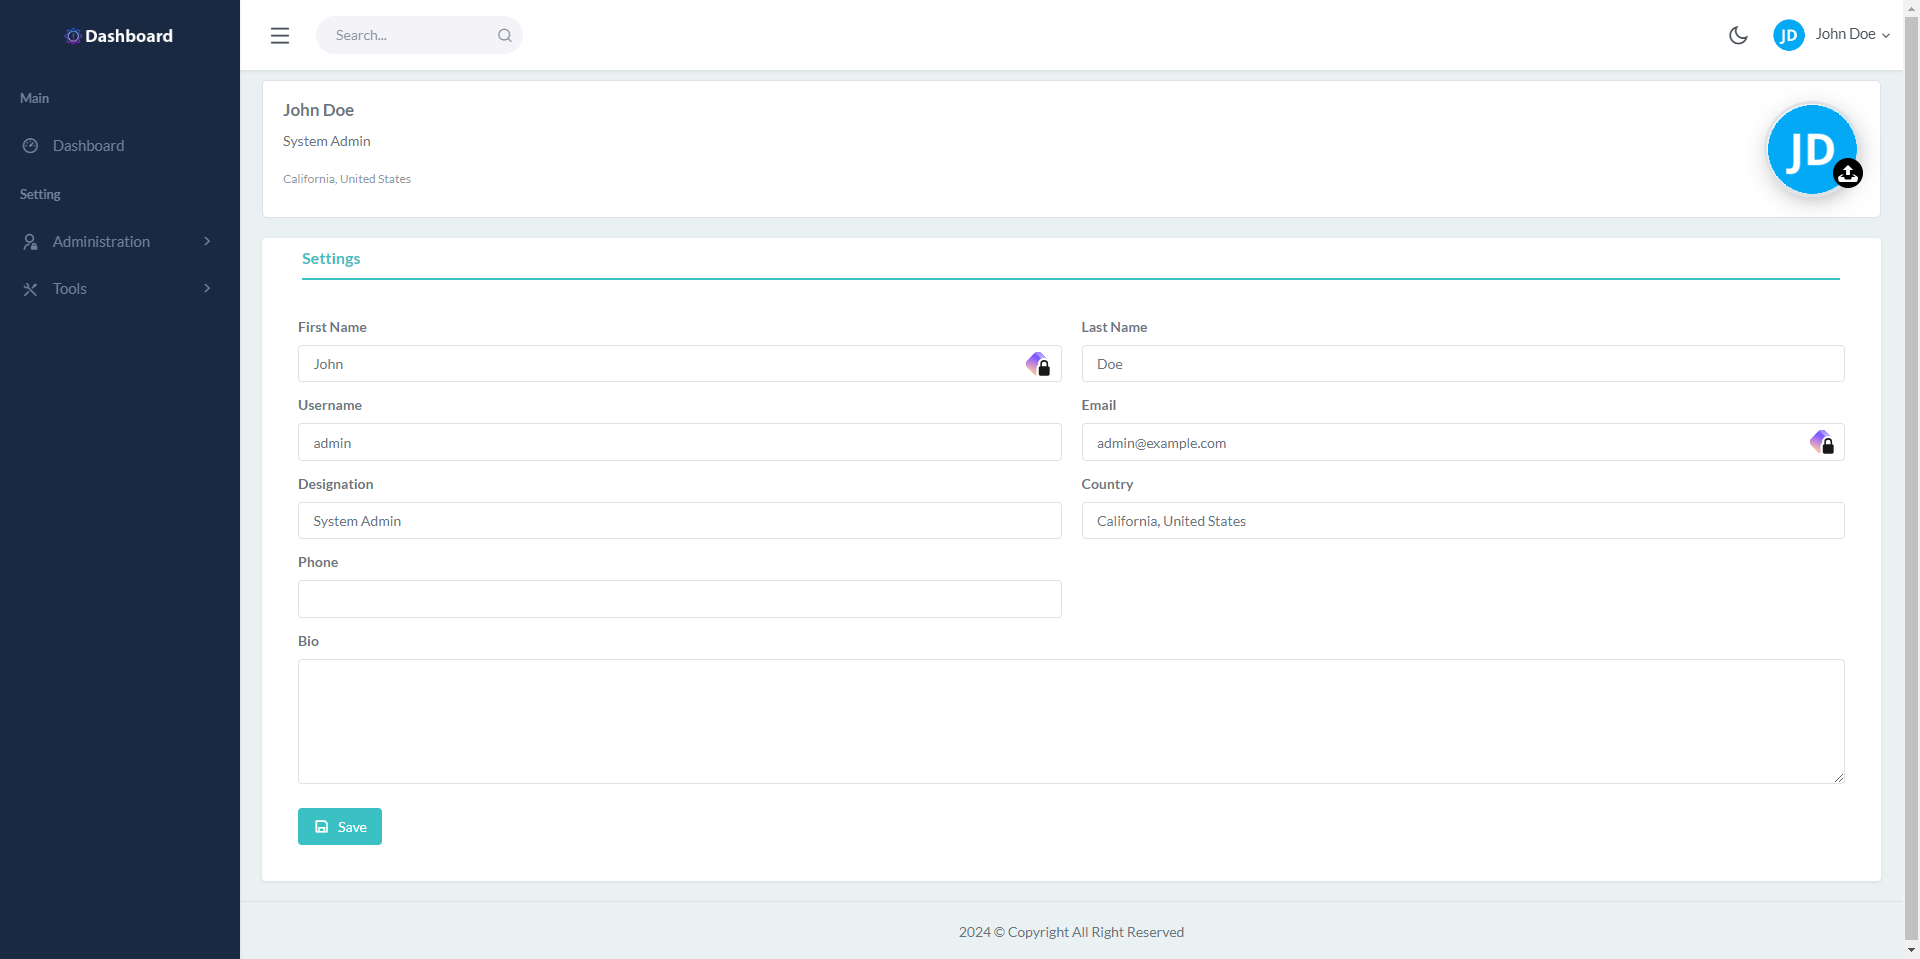 Dashboard
Main
Dashboard
Setting
Administration
Tools
Search...
JD
John Doe
John Doe
System Admin
California, United States
JD
Settings
First Name
Last Name
John
Doe
Username
Email
admin
admin@example.com
Designation
Country
System Admin
California, United States
Phone
Bio
Save
2024 © Copyright All Right Reserved